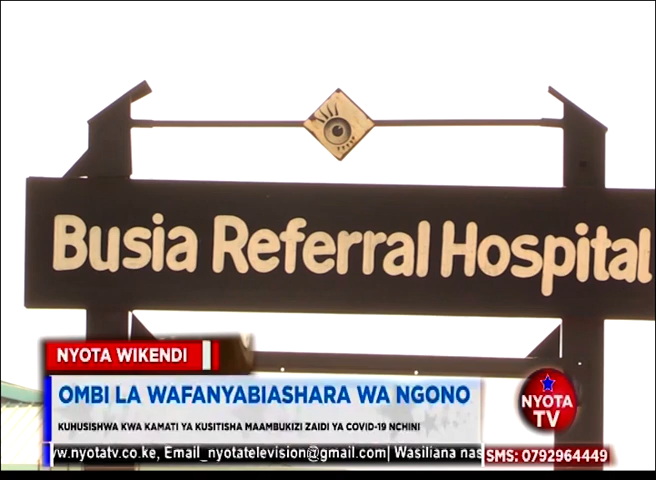 Busia Referral Hospital
NYOTA WIKENDI
OMBI LA WAFANYABIASHARA WA NGONO
KUHUSISHWA KWA KAMATI YA KUSITISHA MAAMBUKIZI ZAIDI YA COVID-19 NCHINI
NYOTA
TV
w.nyotatv.co.ke, Email_nyotatelevision@gmail.com| Wasiliana nas
SMS: 0792964449